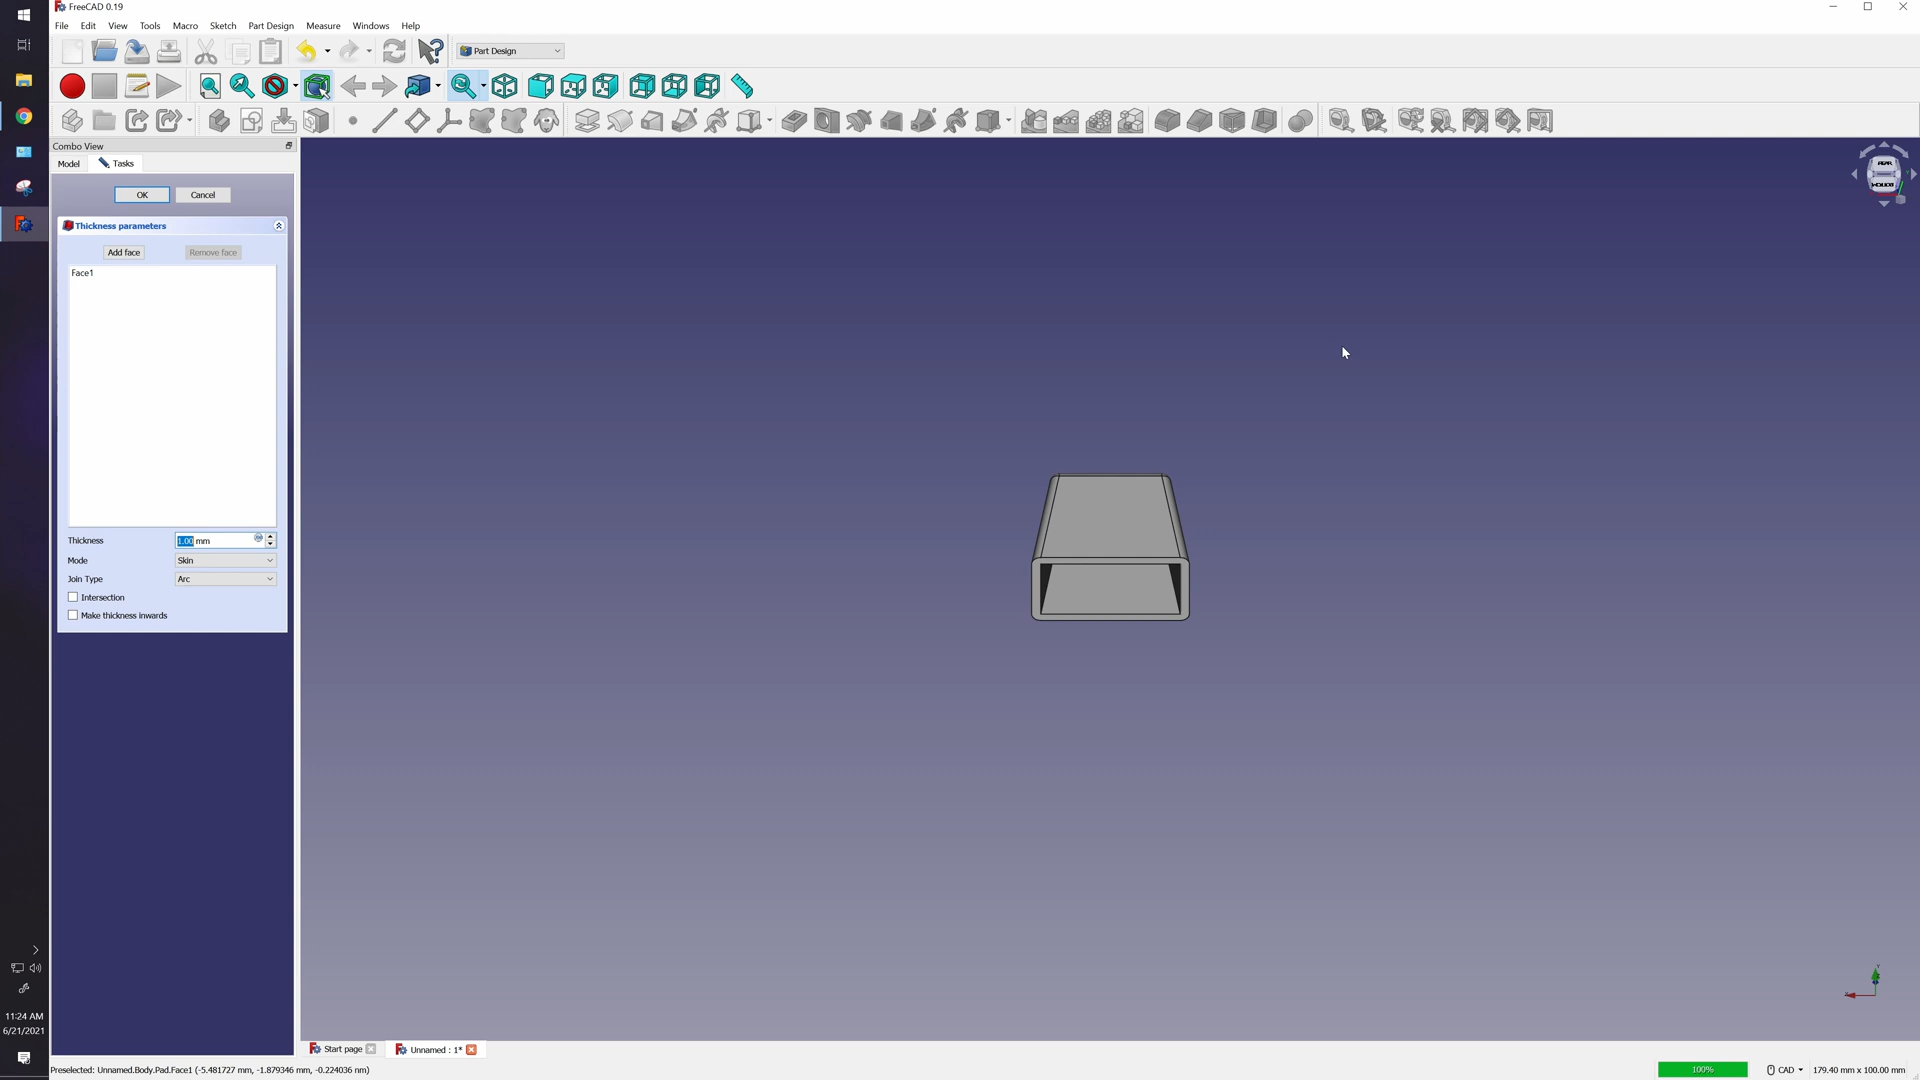 FreeCAD 0.19
File Edit View Tools Macro Sketch Part Design Measure Windows Help
Part Design
Combo View
Model Tasks
OK Cancel
Thickness parameters
Add face Remove face
Face1
Thickness 1.00 mm
Mode Skin
Join Type Arc
Intersection
Make thickness inwards
REAR
BOTTOM
Y
X
11:24 AM
6/21/2021
Start page Unnamed : 1*
Preselected: Unnamed.Body.Pad.Face1 (-5.481727 mm, -1.879346 mm, -0.224036 nm) 100% CAD 179.40 mm x 100.00 mm